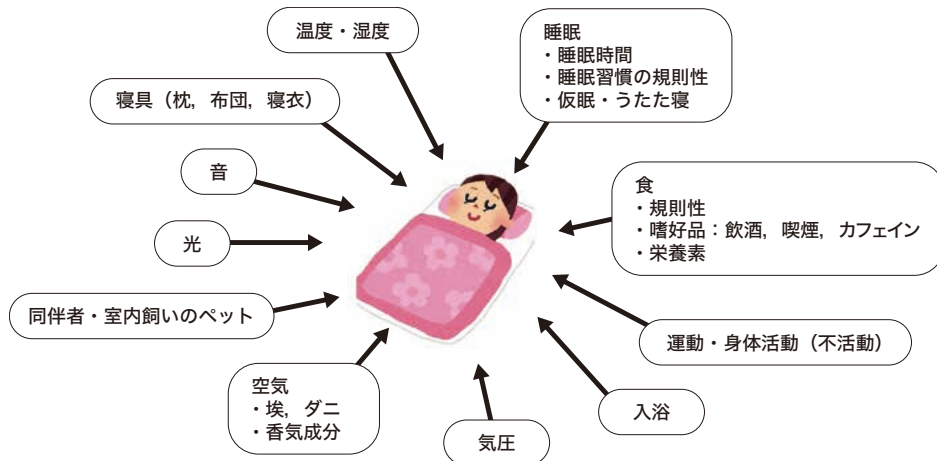 温度・湿度
睡眠
・睡眠時間
・睡眠習慣の規則性
・仮眠・うたた寝
寝具（枕，布団，寝衣）
音
食
・規則性
・嗜好品：飲酒，喫煙，カフェイン
・栄養素
光
同伴者・室内飼いのペット
運動・身体活動（不活動）
空気
・埃，ダニ
・香気成分
入浴
気圧